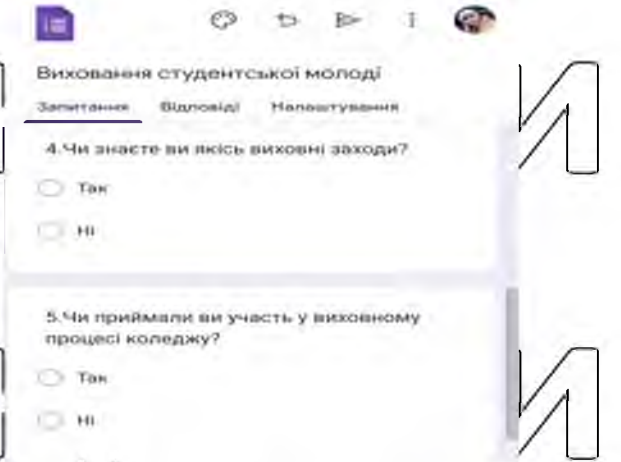 Виховання студентської молоді
Запитання Відповіді Налаштування
4.Чи знаєте ви якісь виховні заходи?
Так
Ні
5.Чи приймали ви участь у виховному
процесі коледжу?
Так
Ні